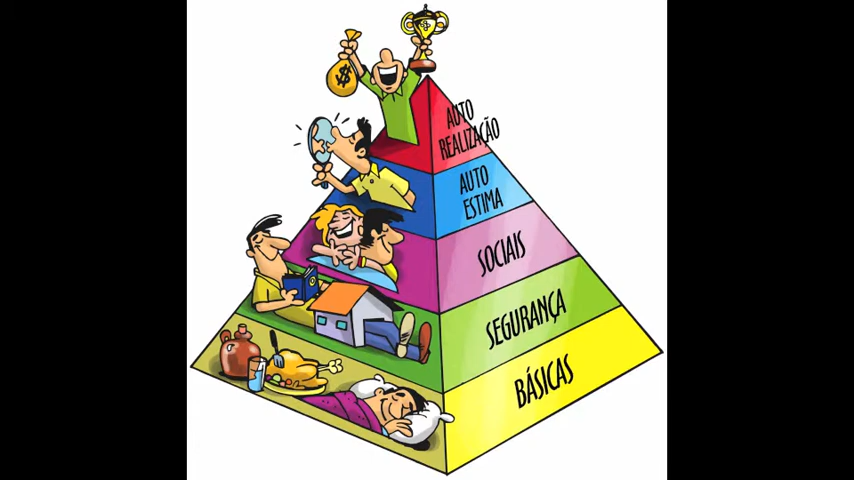 $
AUTO
REALIZAÇÃO
AUTO
ESTIMA
SOCIAIS
SEGURANÇA
BÁSICAS